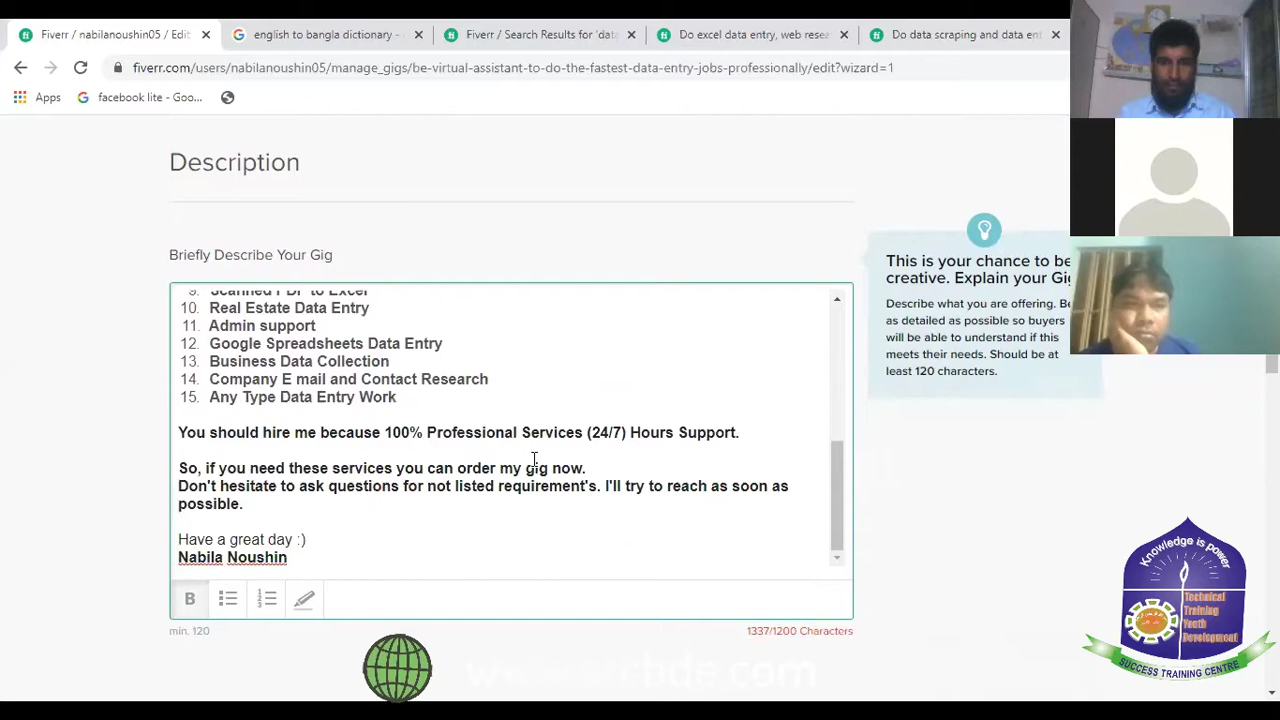 Fiverr / nabilanoushin05 / Edit
english to bangla dictionary -
Fiverr / Search Results for 'data
Do excel data entry, web resea
Do data scraping and data ent
fiverr.com/users/nabilanoushin05/manage_gigs/be-virtual-assistant-to-do-the-fastest-data-entry-jobs-professionally/edit?wizard=1
Apps
facebook lite - Goo...
Description
Briefly Describe Your Gig
9. Scanned PDF to Excel
10. Real Estate Data Entry
11. Admin support
12. Google Spreadsheets Data Entry
13. Business Data Collection
14. Company E mail and Contact Research
15. Any Type Data Entry Work
You should hire me because 100% Professional Services (24/7) Hours Support.
So, if you need these services you can order my gig now.
Don't hesitate to ask questions for not listed requirement's. I'll try to reach as soon as
possible.
Have a great day :)
Nabila Noushin
B
min. 120
1337/1200 Characters
This is your chance to be
creative. Explain your Gig
Describe what you are offering. Be
as detailed as possible so buyers
will be able to understand if this
meets their needs. Should be at
least 120 characters.
Knowledge is power
Technical
Training
Youth
Development
SUCCESS TRAINING CENTRE